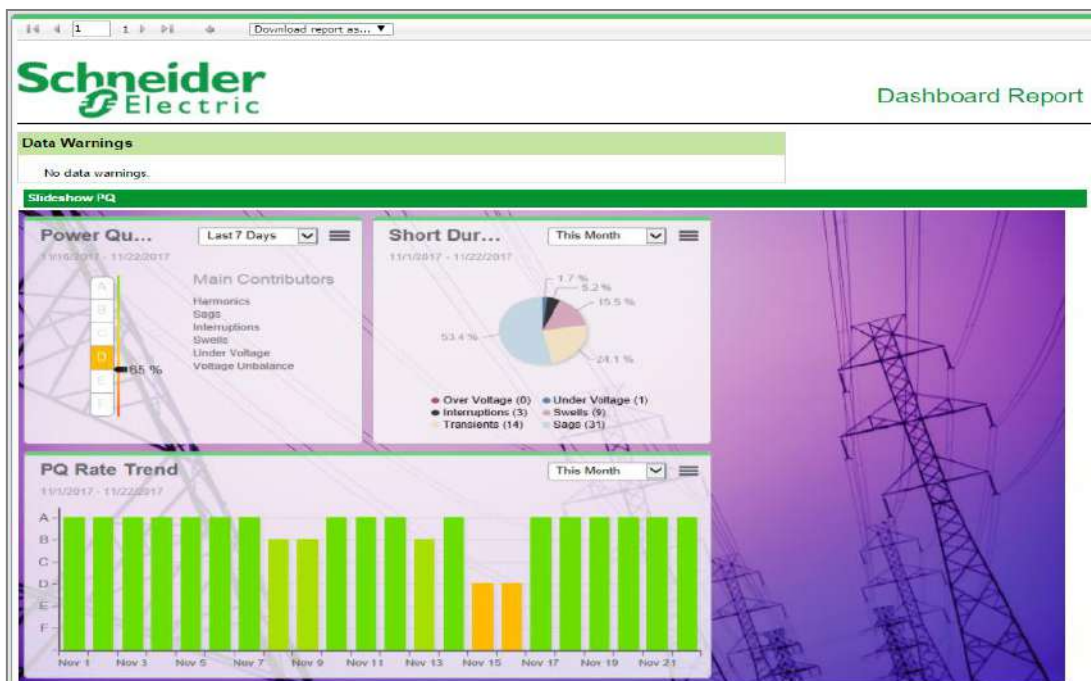 1 1 Download report as...
Schneider
Electric
Dashboard Report
Data Warnings
No data warnings.
Slideshow PQ
Power Qu... Last 7 Days
11/16/2017 - 11/22/2017
Main Contributors
Harmonics
Sags
Interruptions
Swells
Under Voltage
Voltage Unbalance
A
B
C
D
65 %
E
F
Short Dur... This Month
11/1/2017 - 11/22/2017
1.7 %
5.2 %
15.5 %
53.4 %
24.1 %
Over Voltage (0) Under Voltage (1)
Interruptions (3) Swells (9)
Transients (14) Sags (31)
PQ Rate Trend This Month
11/1/2017 - 11/22/2017
A
B
C
D
E
F
Nov 1 Nov 3 Nov 5 Nov 7 Nov 9 Nov 11 Nov 13 Nov 15 Nov 17 Nov 19 Nov 21